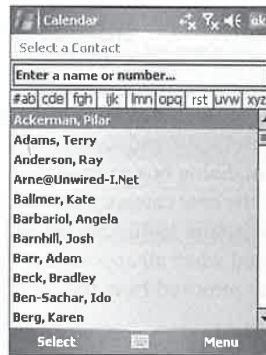 Calendar ok
Select a Contact
Enter a name or number...
#ab cde fgh ijk lmn opq rst uvw xyz
Ackerman, Pilar
Adams, Terry
Anderson, Ray
Arne@Unwired-I.Net
Ballmer, Kate
Barbariol, Angela
Barnhill, Josh
Barr, Adam
Beck, Bradley
Ben-Sachar, Ido
Berg, Karen
Select Menu